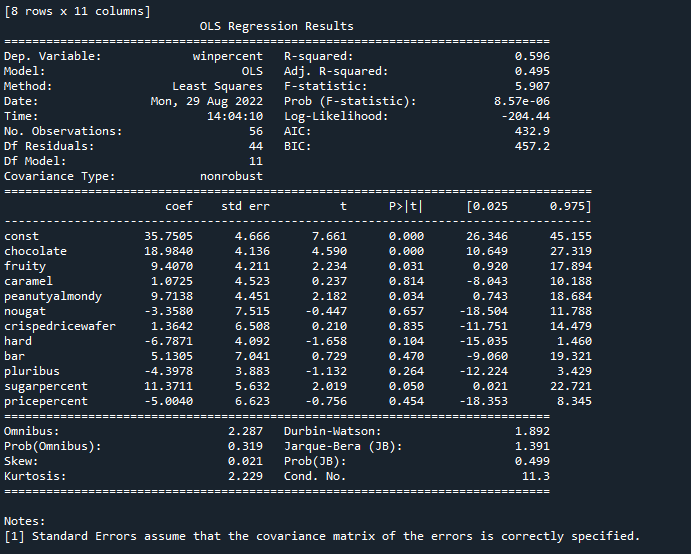 [8 rows x 11 columns]
                            OLS Regression Results
==============================================================================
Dep. Variable:             winpercent   R-squared:                       0.596
Model:                            OLS   Adj. R-squared:                  0.495
Method:                 Least Squares   F-statistic:                     5.907
Date:                Mon, 29 Aug 2022   Prob (F-statistic):           8.57e-06
Time:                        14:04:10   Log-Likelihood:                -204.44
No. Observations:                  56   AIC:                             432.9
Df Residuals:                      44   BIC:                             457.2
Df Model:                          11
Covariance Type:            nonrobust
====================================================================================
                       coef    std err          t      P>|t|      [0.025      0.975]
------------------------------------------------------------------------------------
const               35.7505      4.666      7.661      0.000      26.346      45.155
chocolate           18.9840      4.136      4.590      0.000      10.649      27.319
fruity               9.4070      4.211      2.234      0.031       0.920      17.894
caramel              1.0725      4.523      0.237      0.814      -8.043      10.188
peanutyalmondy       9.7138      4.451      2.182      0.034       0.743      18.684
nougat              -3.3580      7.515     -0.447      0.657     -18.504      11.788
crispedricewafer     1.3642      6.508      0.210      0.835     -11.751      14.479
hard                -6.7871      4.092     -1.658      0.104     -15.035       1.460
bar                  5.1305      7.041      0.729      0.470      -9.060      19.321
pluribus            -4.3978      3.883     -1.132      0.264     -12.224       3.429
sugarpercent        11.3711      5.632      2.019      0.050       0.021      22.721
pricepercent        -5.0040      6.623     -0.756      0.454     -18.353       8.345
==============================================================================
Omnibus:                        2.287   Durbin-Watson:                   1.892
Prob(Omnibus):                  0.319   Jarque-Bera (JB):                1.391
Skew:                           0.021   Prob(JB):                        0.499
Kurtosis:                       2.229   Cond. No.                         11.3
==============================================================================
Notes:
[1] Standard Errors assume that the covariance matrix of the errors is correctly specified.